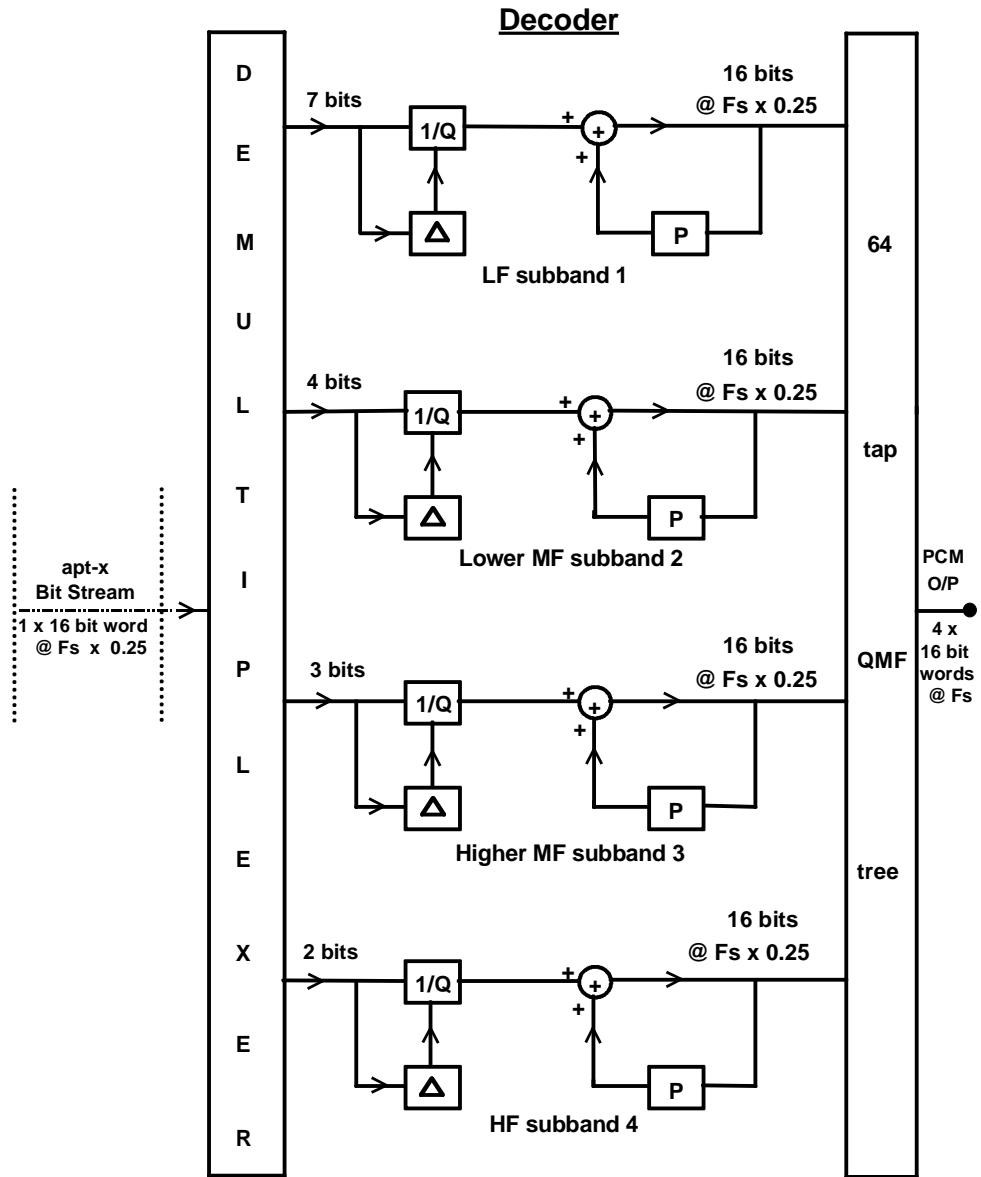 Decoder
D
E
M
U
L
T
I
P
L
E
X
E
R
apt-x
Bit Stream
1 x 16 bit word
@ Fs x 0.25
7 bits
1/Q
Δ
+
+
+
P
16 bits
@ Fs x 0.25
LF subband 1
4 bits
1/Q
Δ
+
+
+
P
16 bits
@ Fs x 0.25
Lower MF subband 2
3 bits
1/Q
Δ
+
+
+
P
16 bits
@ Fs x 0.25
Higher MF subband 3
2 bits
1/Q
Δ
+
+
+
P
16 bits
@ Fs x 0.25
HF subband 4
64
tap
QMF
tree
PCM
O/P
4 x
16 bit
words
@ Fs